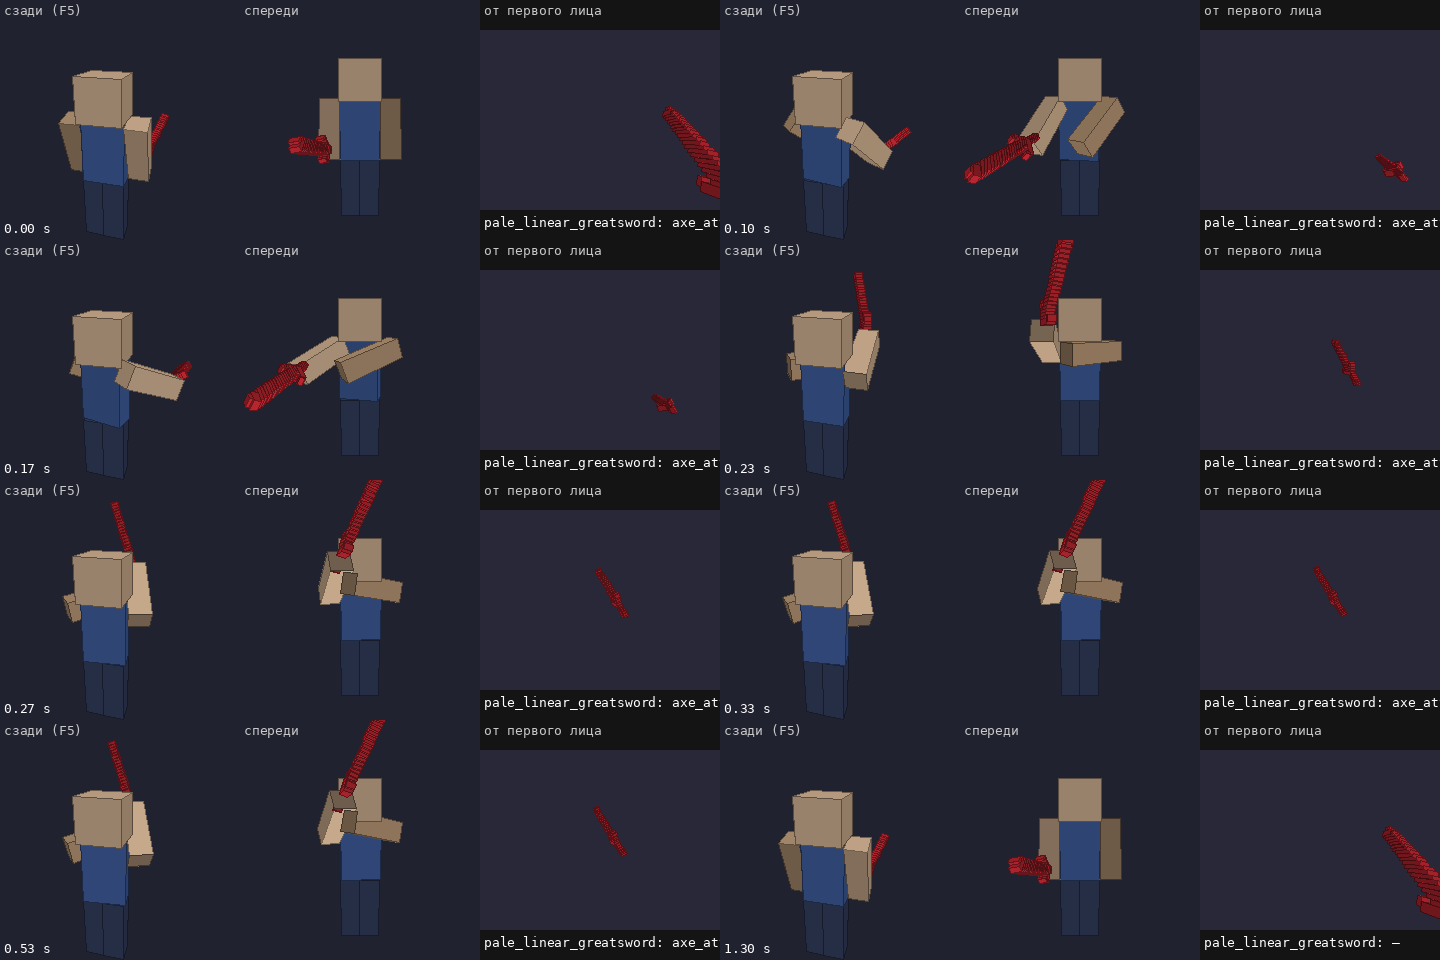 сзади (F5) спереди от первого лица сзади (F5) спереди от первого лица
0.00 s pale_linear_greatsword: axe_at 0.10 s pale_linear_greatsword: axe_at
сзади (F5) спереди от первого лица сзади (F5) спереди от первого лица
0.17 s pale_linear_greatsword: axe_at 0.23 s pale_linear_greatsword: axe_at
сзади (F5) спереди от первого лица сзади (F5) спереди от первого лица
0.27 s pale_linear_greatsword: axe_at 0.33 s pale_linear_greatsword: axe_at
сзади (F5) спереди от первого лица сзади (F5) спереди от первого лица
0.53 s pale_linear_greatsword: axe_at 1.30 s pale_linear_greatsword: —